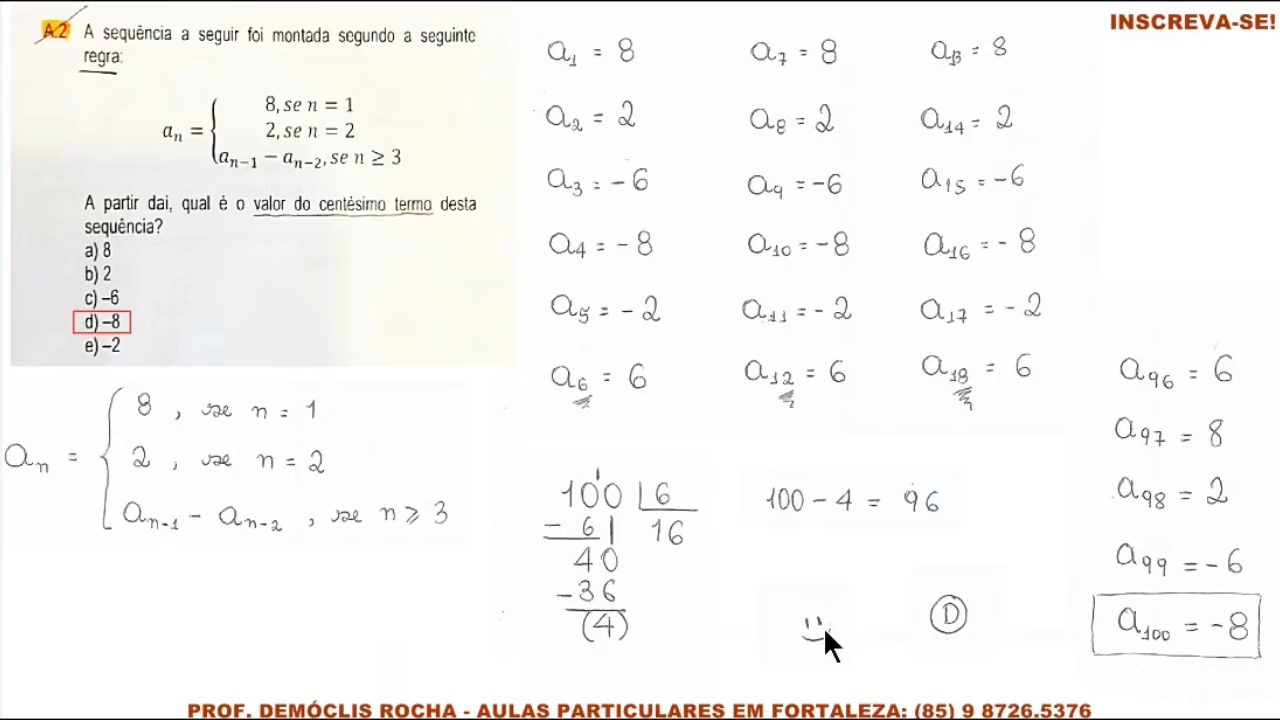 INSCREVA-SE!
A.2 A sequência a seguir foi montada segundo a seguinte
regra:
8, se n = 1
aₙ = { 2, se n = 2
aₙ₋₁ − aₙ₋₂, se n ≥ 3
A partir dai, qual é o valor do centésimo termo desta
sequência?
a) 8
b) 2
c) –6
d) –8
e) –2
8 , se n = 1
aₙ = { 2 , se n = 2
aₙ₋₁ − aₙ₋₂ , se n ≥ 3
a₁ = 8
a₂ = 2
a₃ = -6
a₄ = -8
a₅ = -2
a₆ = 6
a₇ = 8
a₈ = 2
a₉ = -6
a₁₀ = -8
a₁₁ = -2
a₁₂ = 6
a₁₃ = 8
a₁₄ = 2
a₁₅ = -6
a₁₆ = -8
a₁₇ = -2
a₁₈ = 6
100 | 6
- 6 16
40
-36
(4)
100 - 4 = 96
D
a₉₆ = 6
a₉₇ = 8
a₉₈ = 2
a₉₉ = -6
a₁₀₀ = -8
PROF. DEMÓCLIS ROCHA - AULAS PARTICULARES EM FORTALEZA: (85) 9 8726.5376